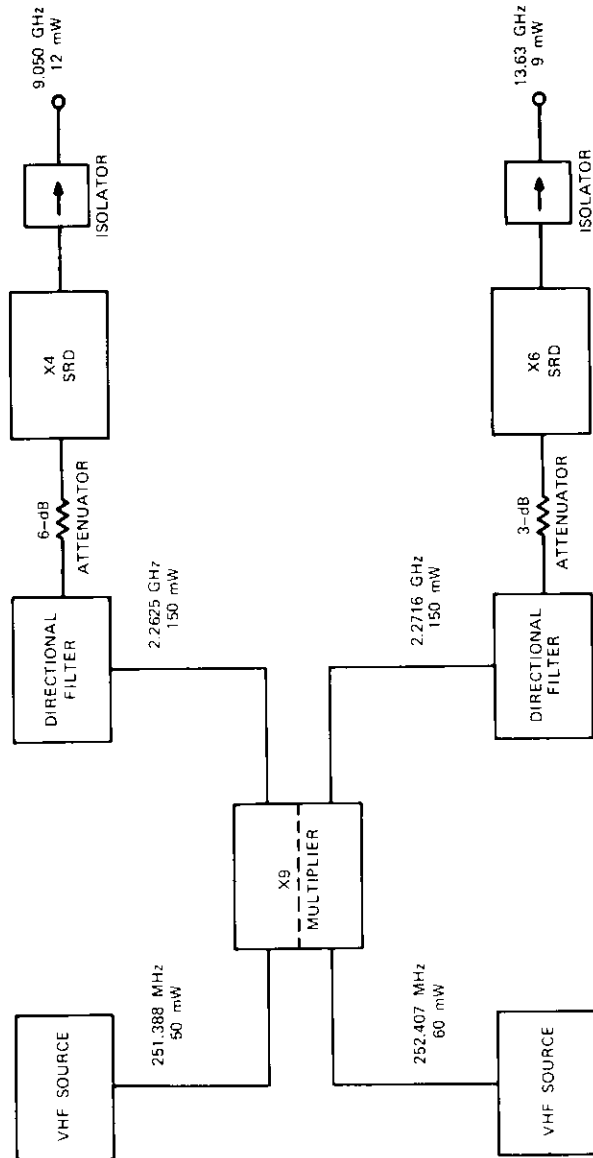 VHF SOURCE
251.388 MHz
50 mW
X9
MULTIPLIER
2.2625 GHz
150 mW
DIRECTIONAL
FILTER
6-dB
ATTENUATOR
X4
SRD
ISOLATOR
9.050 GHz
12 mW
VHF SOURCE
252.407 MHz
60 mW
2.2716 GHz
150 mW
DIRECTIONAL
FILTER
3-dB
ATTENUATOR
X6
SRD
ISOLATOR
13.63 GHz
9 mW